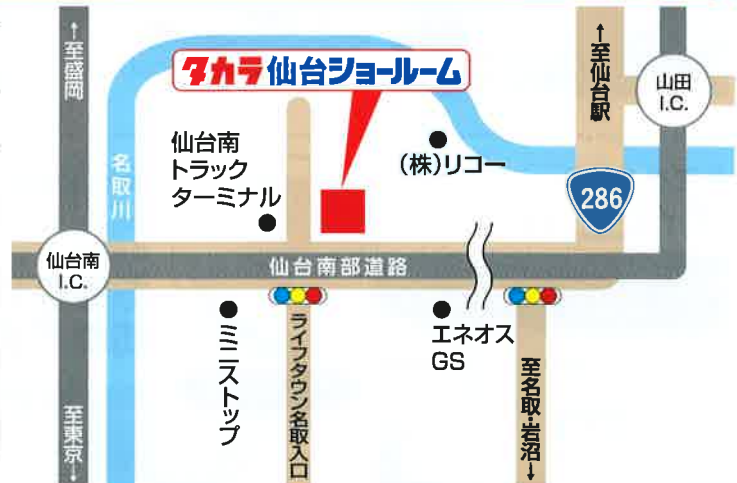 ←至盛岡
タカラ仙台ショールーム
←至仙台駅
山田
I.C.
仙台南
トラック
ターミナル
(株)リコー
名取川
286
仙台南
I.C.
仙台南部道路
ミニストップ
ライフタウン名取入口
エネオス
GS
至名取・岩沼→
至東京→